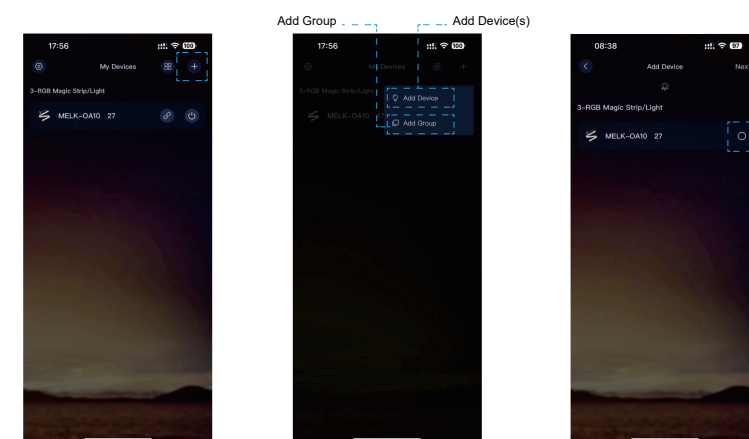 Add Group
Add Device(s)
17:56
100
My Devices
3-RGB Magic Strip/Light
MELK-OA10 27
17:56
100
My Devices
3-RGB Magic Strip/Light
Add Device
MELK-OA10 27
Add Group
08:38
97
Add Device
Next
3-RGB Magic Strip/Light
MELK-OA10 27